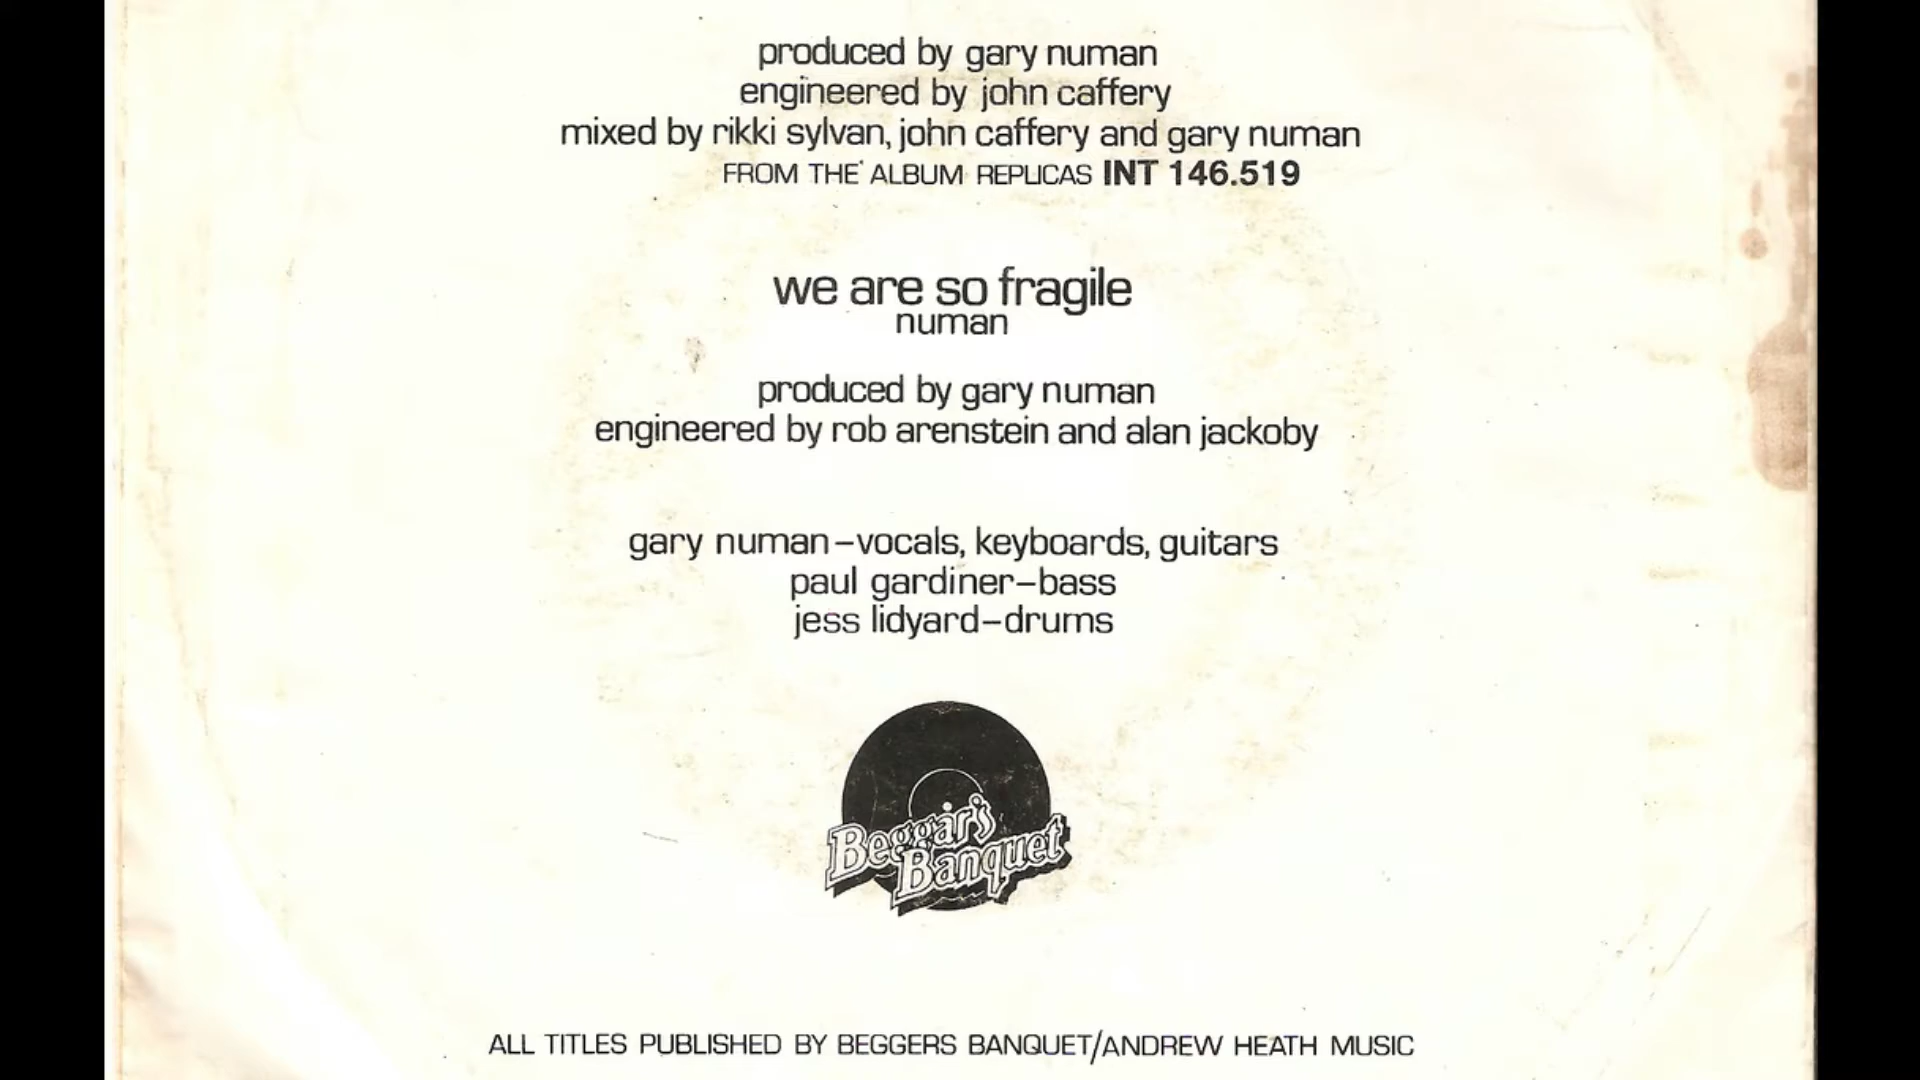 produced by gary numan
engineered by john caffery
mixed by rikki sylvan, john caffery and gary numan
FROM THE ALBUM REPLICAS INT 146.519
we are so fragile
numan
produced by gary numan
engineered by rob arenstein and alan jackoby
gary numan–vocals, keyboards, guitars
paul gardiner–bass
jess lidyard–drums
Beggar's
Banquet
ALL TITLES PUBLISHED BY BEGGERS BANQUET/ANDREW HEATH MUSIC